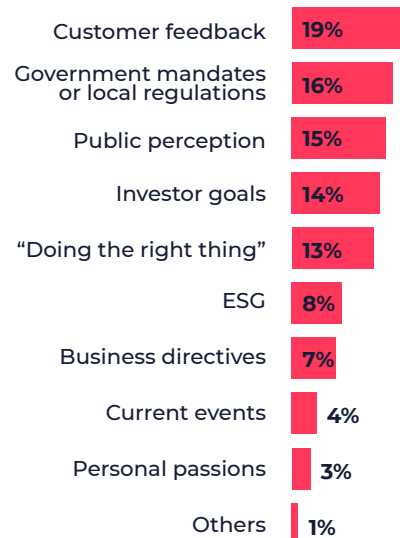 Customer feedback 19%
Government mandates
or local regulations 16%
Public perception 15%
Investor goals 14%
“Doing the right thing” 13%
ESG 8%
Business directives 7%
Current events 4%
Personal passions 3%
Others 1%